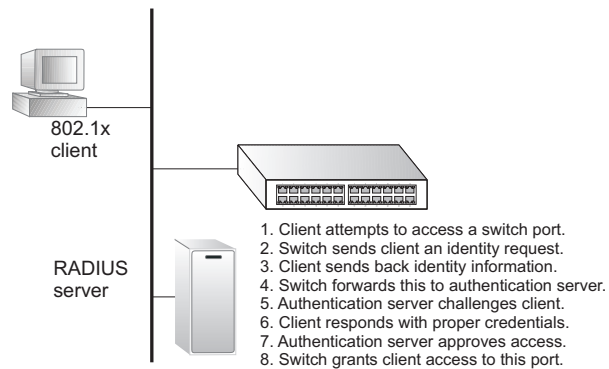 802.1x
client
RADIUS
server
1. Client attempts to access a switch port.
2. Switch sends client an identity request.
3. Client sends back identity information.
4. Switch forwards this to authentication server.
5. Authentication server challenges client.
6. Client responds with proper credentials.
7. Authentication server approves access.
8. Switch grants client access to this port.